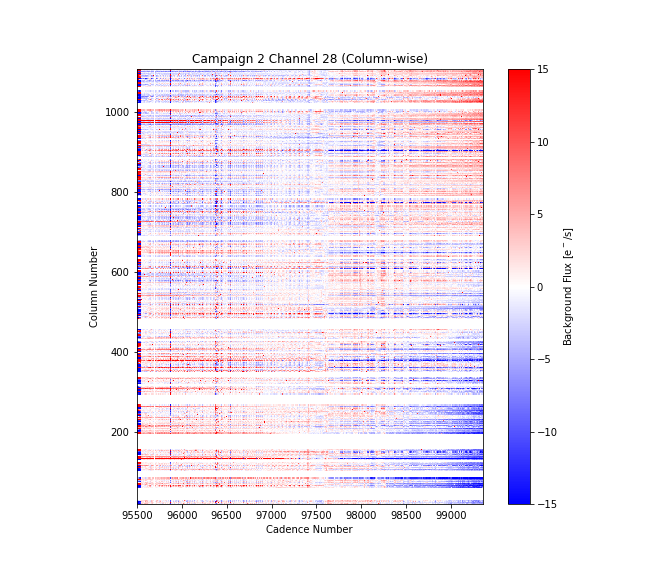 Campaign 2 Channel 28 (Column-wise)
1000
800
600
400
200
Column Number
95500 96000 96500 97000 97500 98000 98500 99000
Cadence Number
15
10
5
0
−5
−10
−15
Background Flux [e⁻/s]